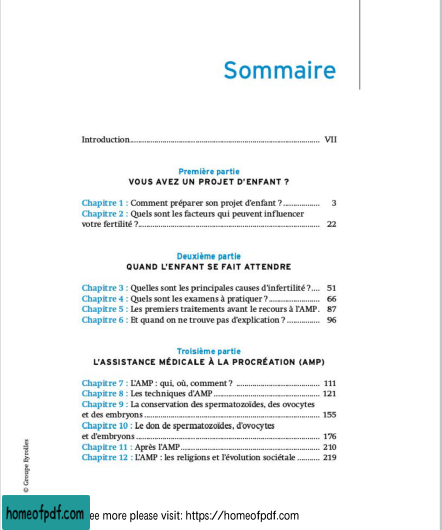 Sommaire
Introduction.......... VII
Première partie
VOUS AVEZ UN PROJET D'ENFANT ?
Chapitre 1 : Comment préparer son projet d'enfant ?.......... 3
Chapitre 2 : Quels sont les facteurs qui peuvent influencer
votre fertilité ?.......... 22
Deuxième partie
QUAND L'ENFANT SE FAIT ATTENDRE
Chapitre 3 : Quelles sont les principales causes d'infertilité ?.... 51
Chapitre 4 : Quels sont les examens à pratiquer ?.......... 66
Chapitre 5 : Les premiers traitements avant le recours à l'AMP. 87
Chapitre 6 : Et quand on ne trouve pas d'explication ?.......... 96
Troisième partie
L'ASSISTANCE MÉDICALE À LA PROCRÉATION (AMP)
Chapitre 7 : L'AMP : qui, où, comment ? .......... 111
Chapitre 8 : Les techniques d'AMP.......... 121
Chapitre 9 : La conservation des spermatozoïdes, des ovocytes
et des embryons.......... 155
Chapitre 10 : Le don de spermatozoïdes, d'ovocytes
et d'embryons.......... 176
Chapitre 11 : Après l'AMP.......... 210
Chapitre 12 : L'AMP : les religions et l'évolution sociétale.......... 219
© Groupe Eyrolles
homeofpdf.com ee more please visit: https://homeofpdf.com